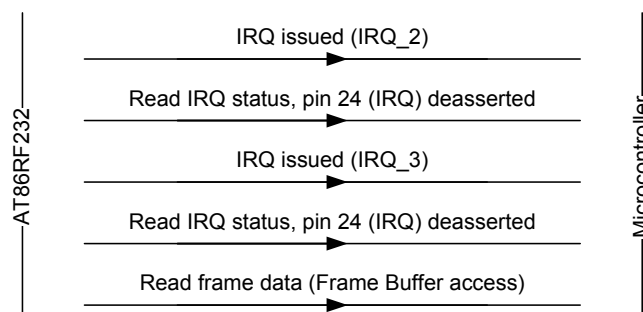 IRQ issued (IRQ_2)
Read IRQ status, pin 24 (IRQ) deasserted
IRQ issued (IRQ_3)
Read IRQ status, pin 24 (IRQ) deasserted
Read frame data (Frame Buffer access)
AT86RF232
Microcontroller